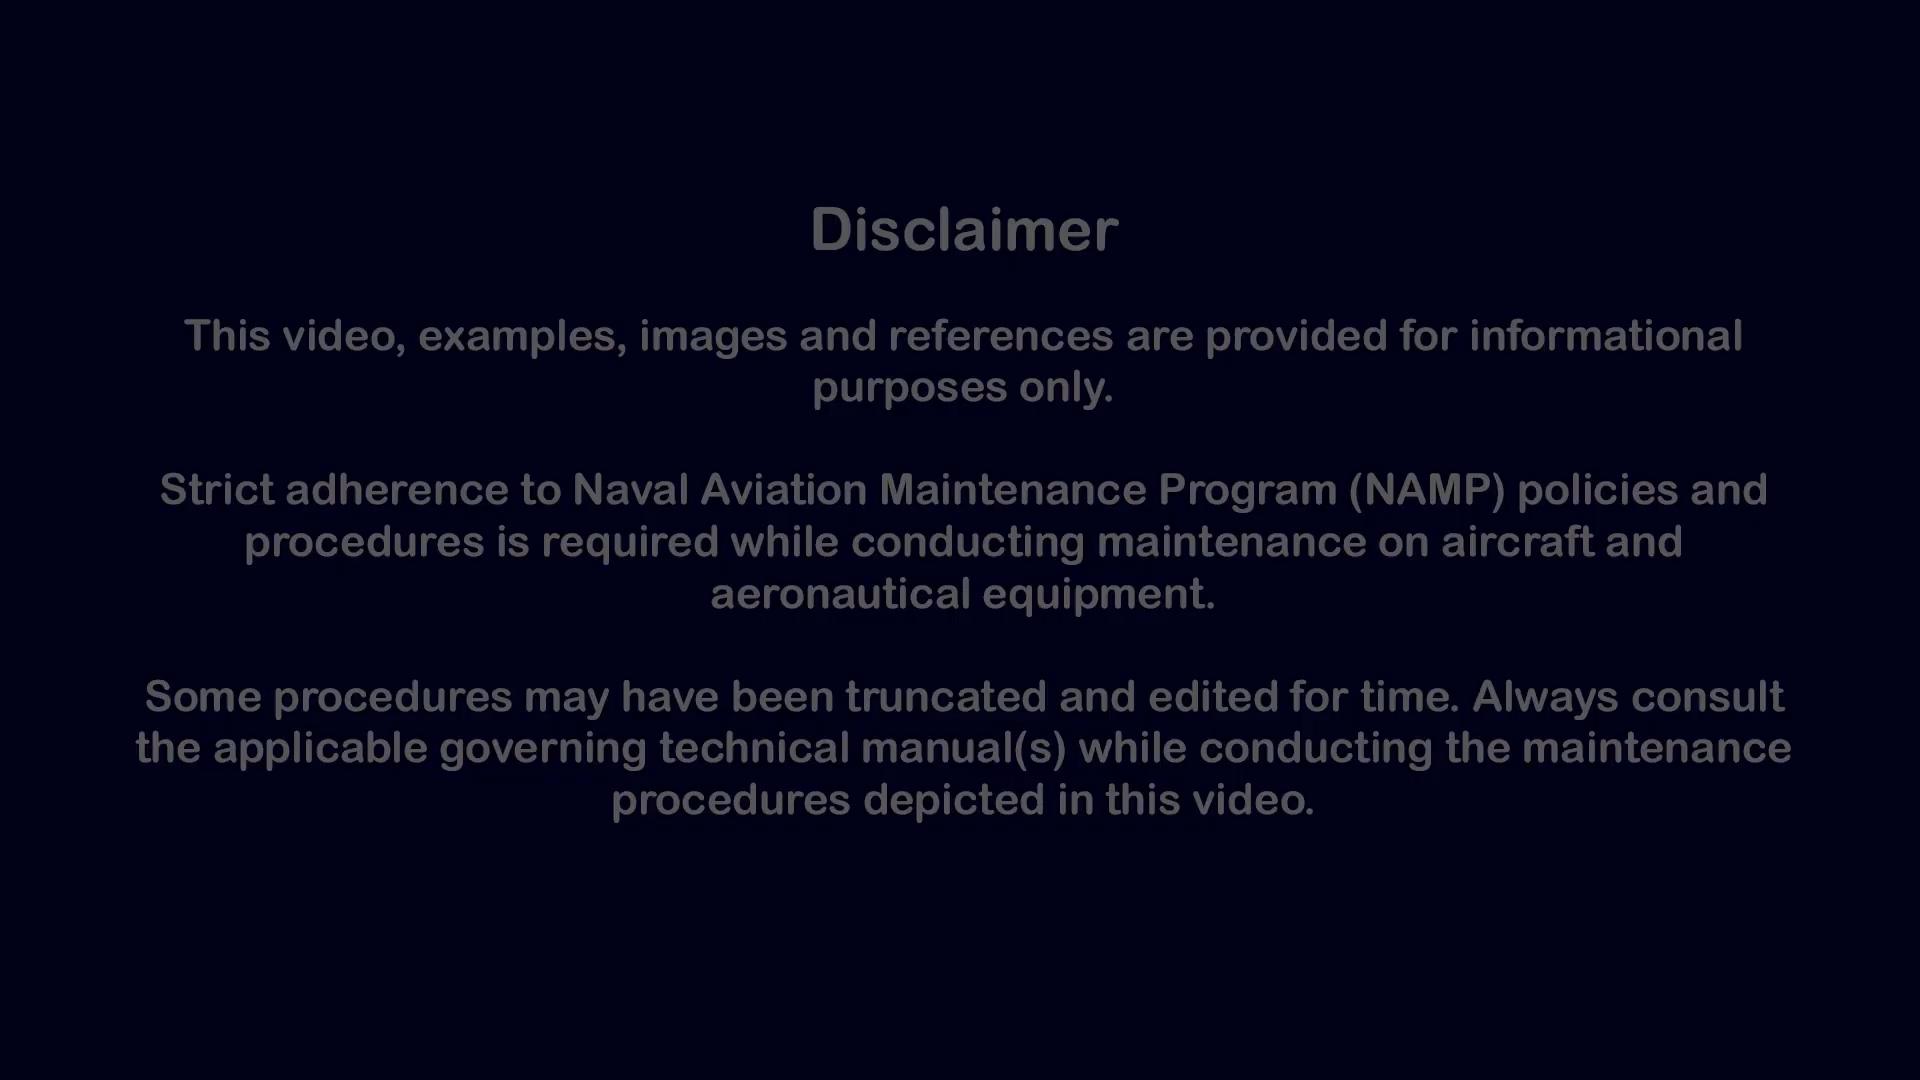 Disclaimer
This video, examples, images and references are provided for informational
purposes only.
Strict adherence to Naval Aviation Maintenance Program (NAMP) policies and
procedures is required while conducting maintenance on aircraft and
aeronautical equipment.
Some procedures may have been truncated and edited for time. Always consult
the applicable governing technical manual(s) while conducting the maintenance
procedures depicted in this video.